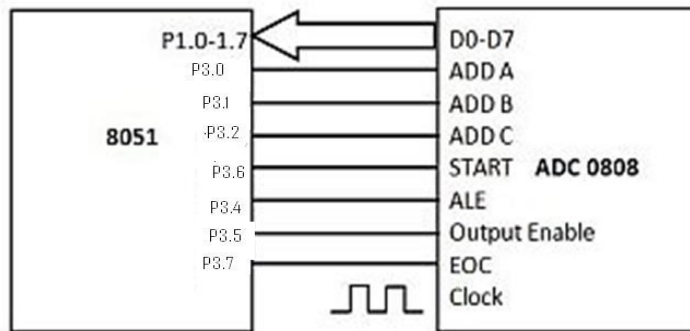 P1.0-1.7 D0-D7
P3.0 ADD A
P3.1 ADD B
8051 -P3.2 ADD C
P3.6 START ADC 0808
P3.4 ALE
P3.5 Output Enable
P3.7 EOC
Clock